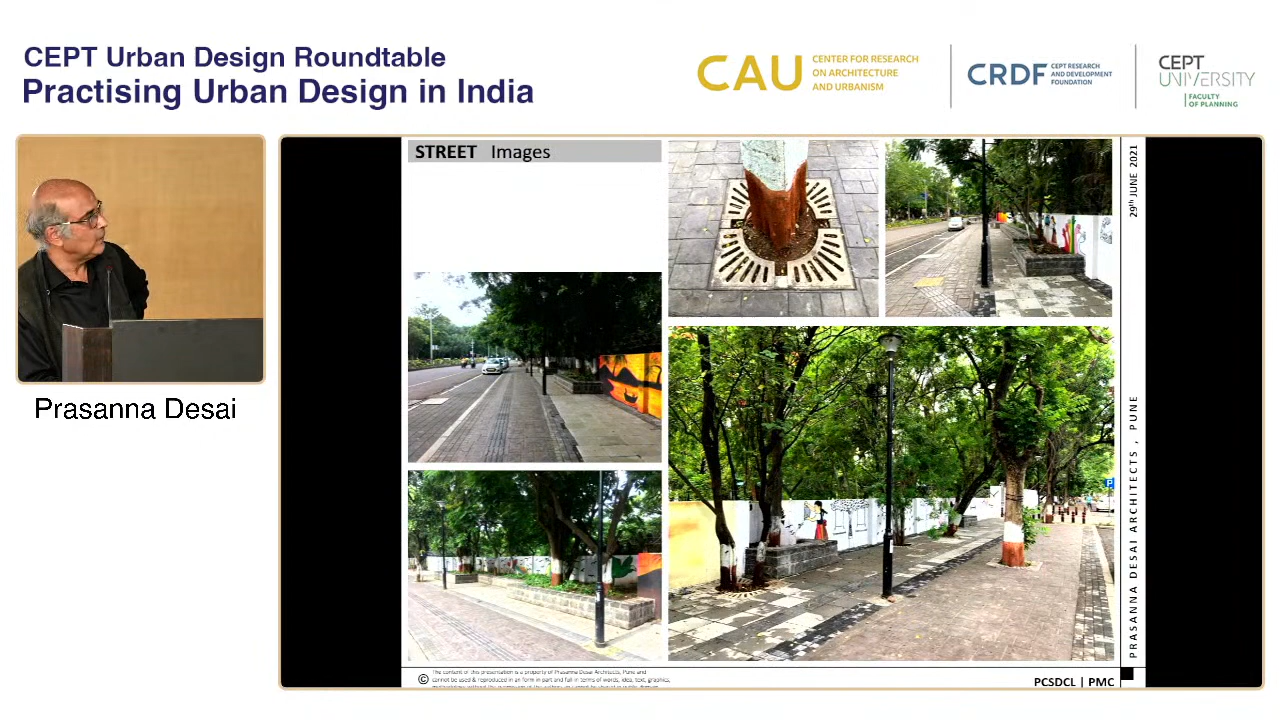 CEPT Urban Design Roundtable
Practising Urban Design in India
CAU
CENTER FOR RESEARCH
ON ARCHITECTURE
AND URBANISM
CRDF
CEPT RESEARCH
AND DEVELOPMENT
FOUNDATION
CEPT
UNIVERSITY
FACULTY
OF PLANNING
Prasanna Desai
STREET Images
29th JUNE 2021
PRASANNA DESAI ARCHITECTS , PUNE
P
© The content of this presentation is a property of Prasanna Desai Architects, Pune and
cannot be used & reproduced in an form in part and full in terms of words, idea, text, graphics,
PCSDCL | PMC